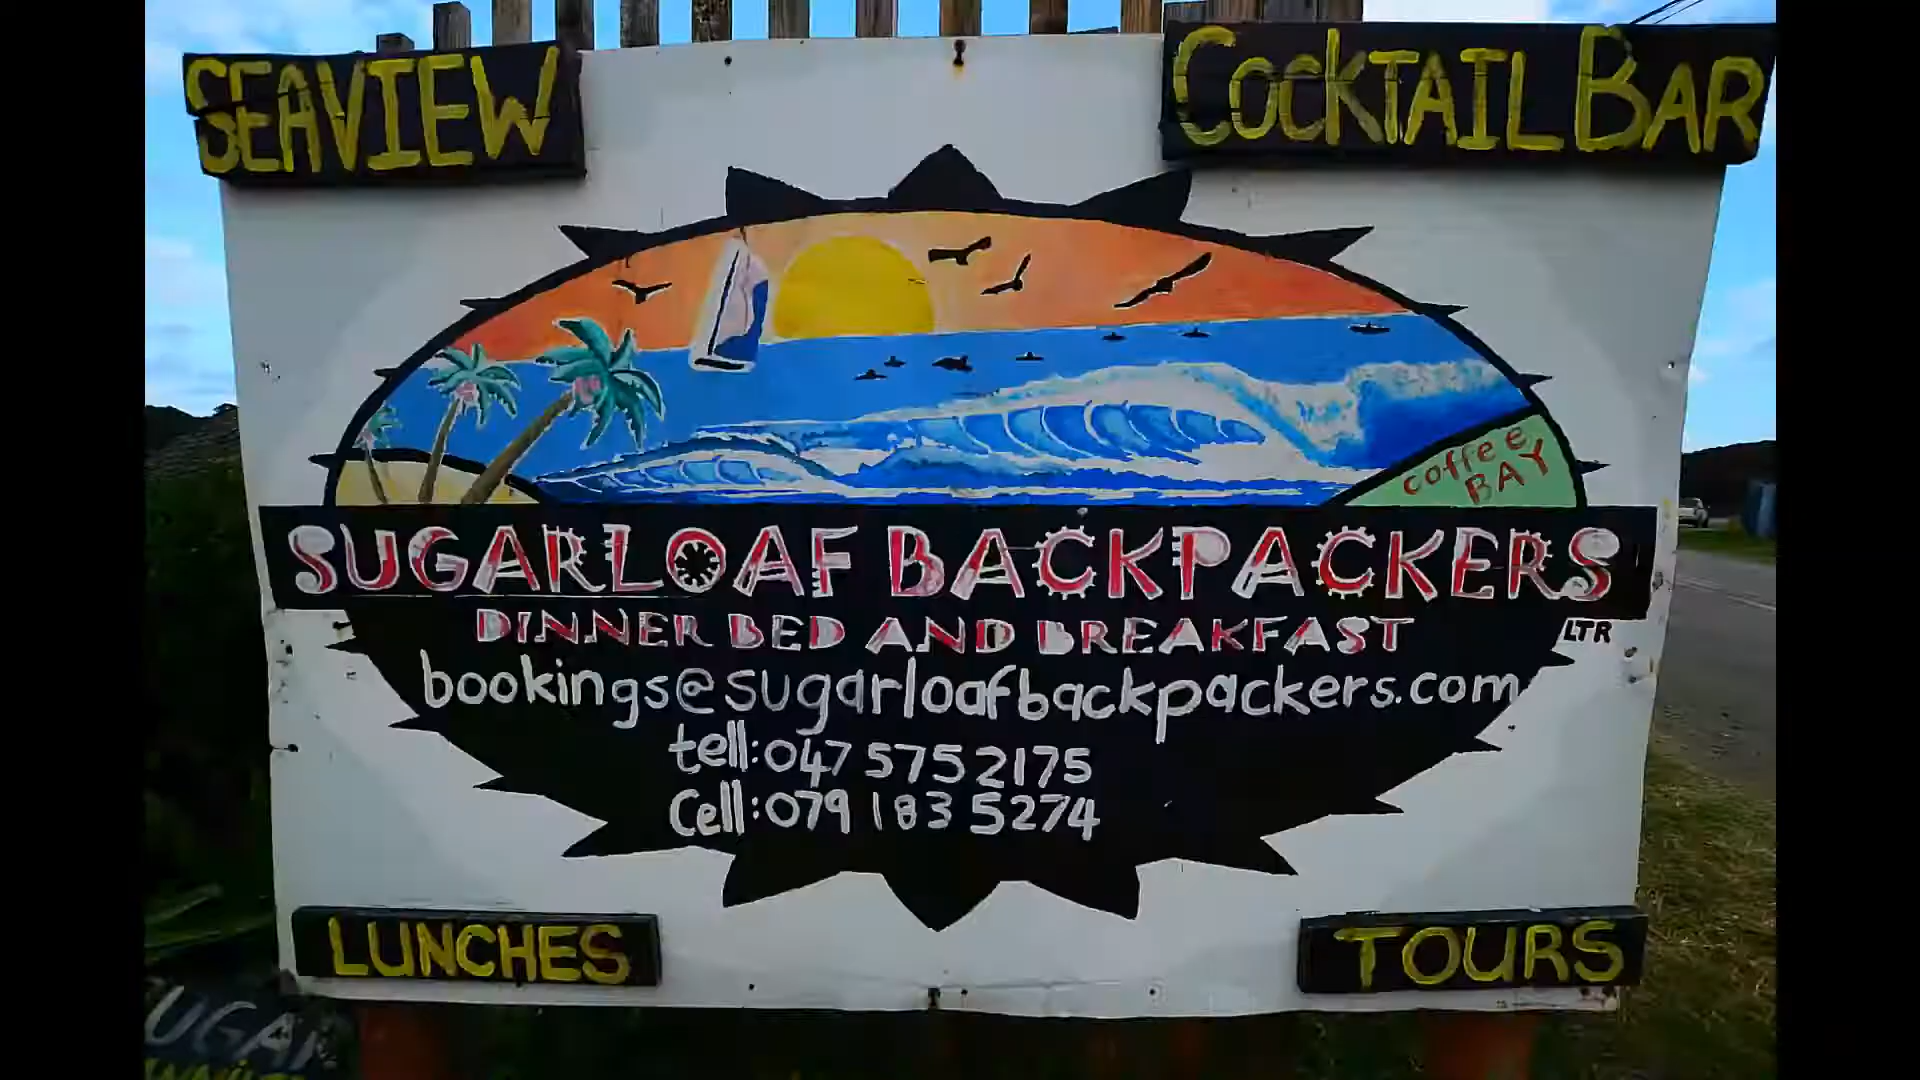 SEAVIEW
COCKTAIL BAR
coffee
BAY
SUGARLOAF BACKPACKERS
DINNER BED AND BREAKFAST
LTR
bookings@sugarloafbackpackers.com
tell:047 575 2175
Cell:079 183 5274
LUNCHES
TOURS
UGA